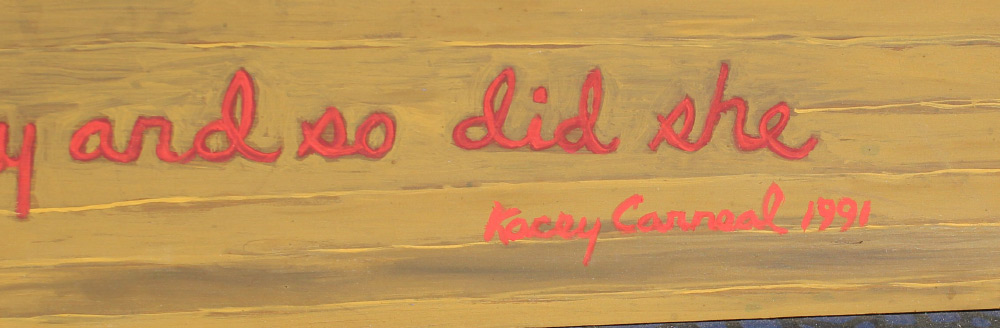 y and so did she
Kacey Carneal 1991